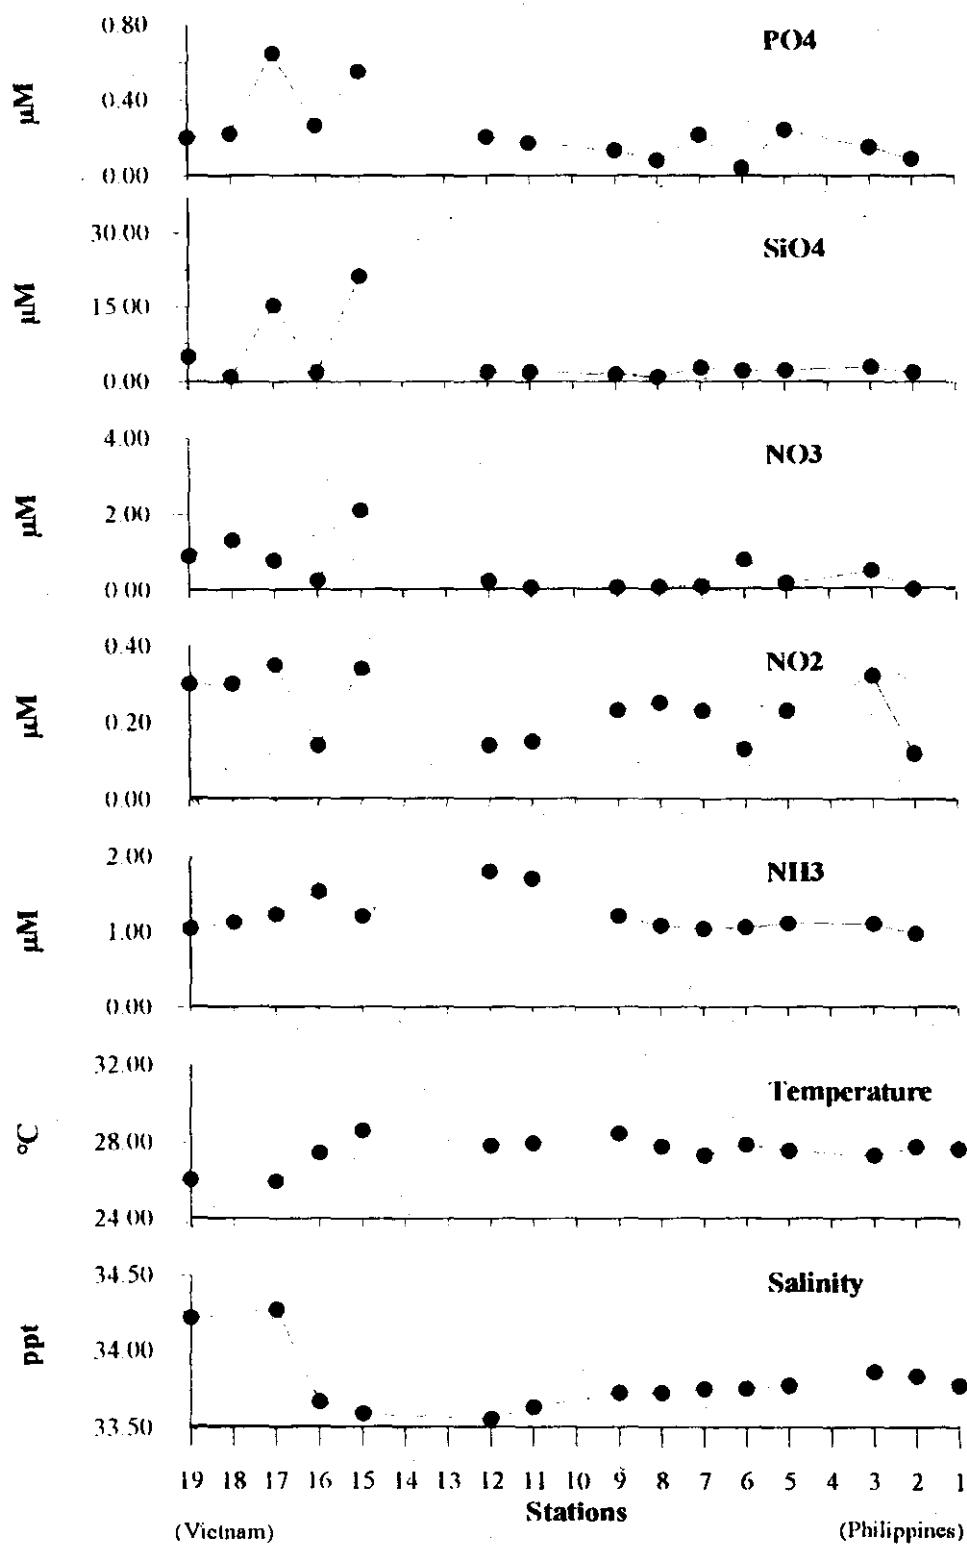 0.80
PO4
µM
0.40
0.00
30.00
SiO4
µM
15.00
0.00
4.00
NO3
µM
2.00
0.00
0.40
NO2
µM
0.20
0.00
2.00
NH3
µM
1.00
0.00
32.00
Temperature
°C
28.00
24.00
34.50
Salinity
ppt
34.00
33.50
19 18 17 16 15 14 13 12 11 10 9 8 7 6 5 3 2 1
Stations
(Vietnam) (Philippines)